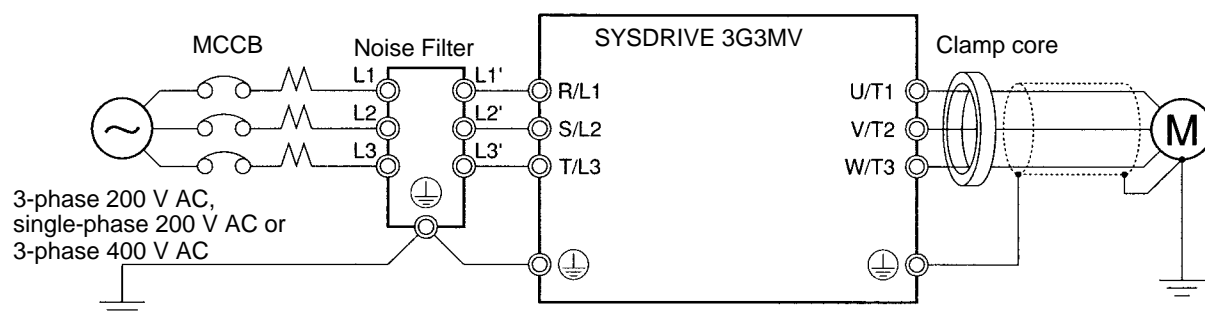 SYSDRIVE 3G3MV
MCCB
Noise Filter
Clamp core
L1
L1'
R/L1
U/T1
L2
L2'
S/L2
V/T2
~
M
L3
L3'
T/L3
W/T3
3-phase 200 V AC,
single-phase 200 V AC or
3-phase 400 V AC